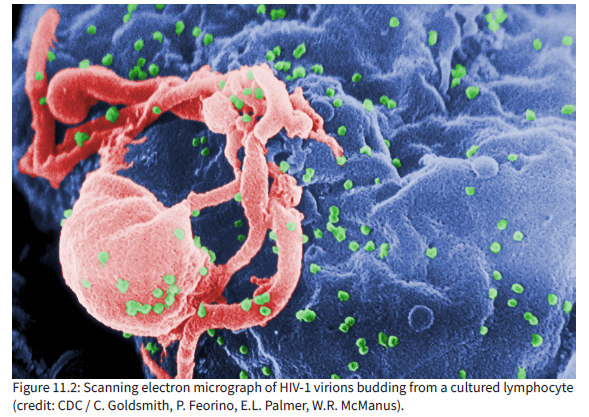 Figure 11.2: Scanning electron micrograph of HIV-1 virions budding from a cultured lymphocyte
(credit: CDC / C. Goldsmith, P. Feorino, E.L. Palmer, W.R. McManus).